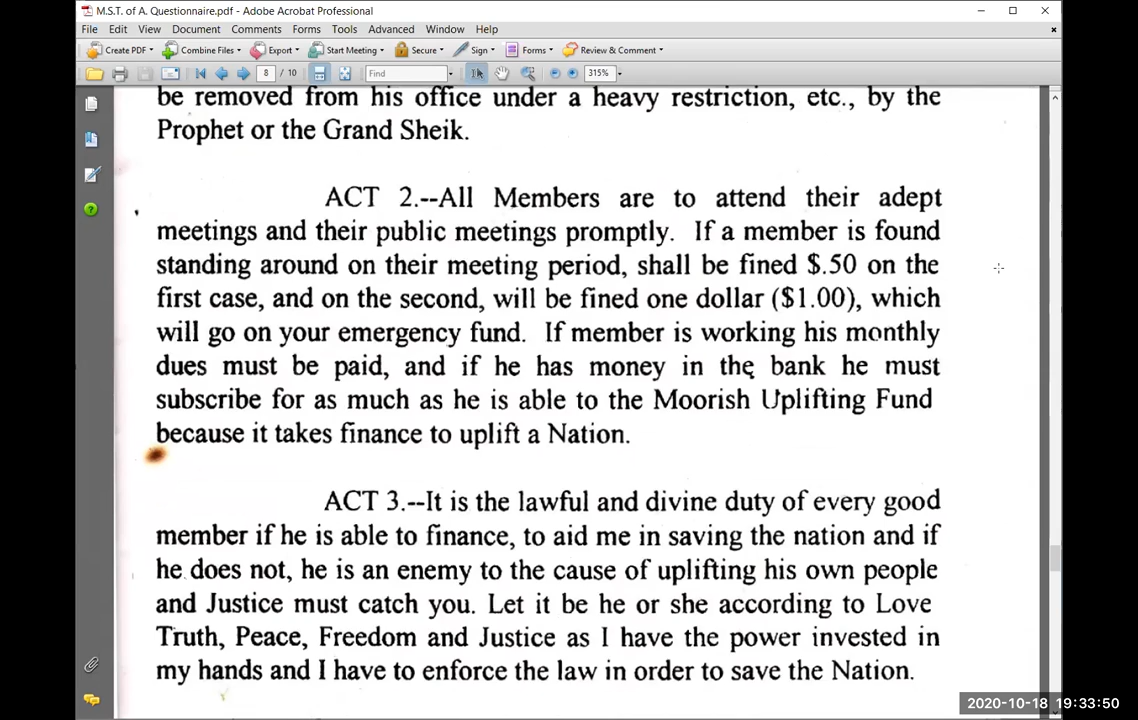 M.S.T. of A. Questionnaire.pdf - Adobe Acrobat Professional
File Edit View Document Comments Forms Tools Advanced Window Help
Create PDF Combine Files Export Start Meeting Secure Sign Forms Review & Comment
8 / 10 Find 315%
be removed from his office under a heavy restriction, etc., by the
Prophet or the Grand Sheik.
ACT 2.--All Members are to attend their adept
meetings and their public meetings promptly. If a member is found
standing around on their meeting period, shall be fined $.50 on the
first case, and on the second, will be fined one dollar ($1.00), which
will go on your emergency fund. If member is working his monthly
dues must be paid, and if he has money in the bank he must
subscribe for as much as he is able to the Moorish Uplifting Fund
because it takes finance to uplift a Nation.
ACT 3.--It is the lawful and divine duty of every good
member if he is able to finance, to aid me in saving the nation and if
he does not, he is an enemy to the cause of uplifting his own people
and Justice must catch you. Let it be he or she according to Love
Truth, Peace, Freedom and Justice as I have the power invested in
my hands and I have to enforce the law in order to save the Nation.
2020-10-18 19:33:50